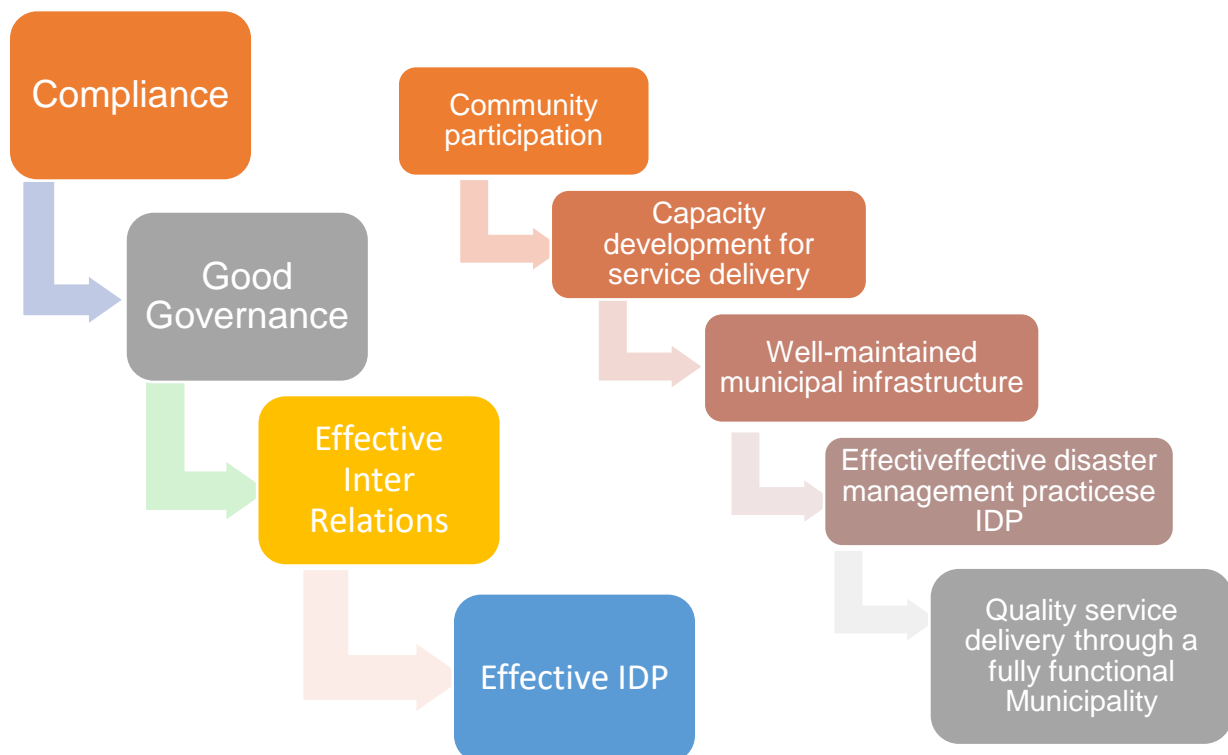 Compliance
Good
Governance
Effective
Inter
Relations
Effective IDP
Community
participation
Capacity
development for
service delivery
Well-maintained
municipal infrastructure
Effectiveffective disaster
management practicese
IDP
Quality service
delivery through a
fully functional
Municipality